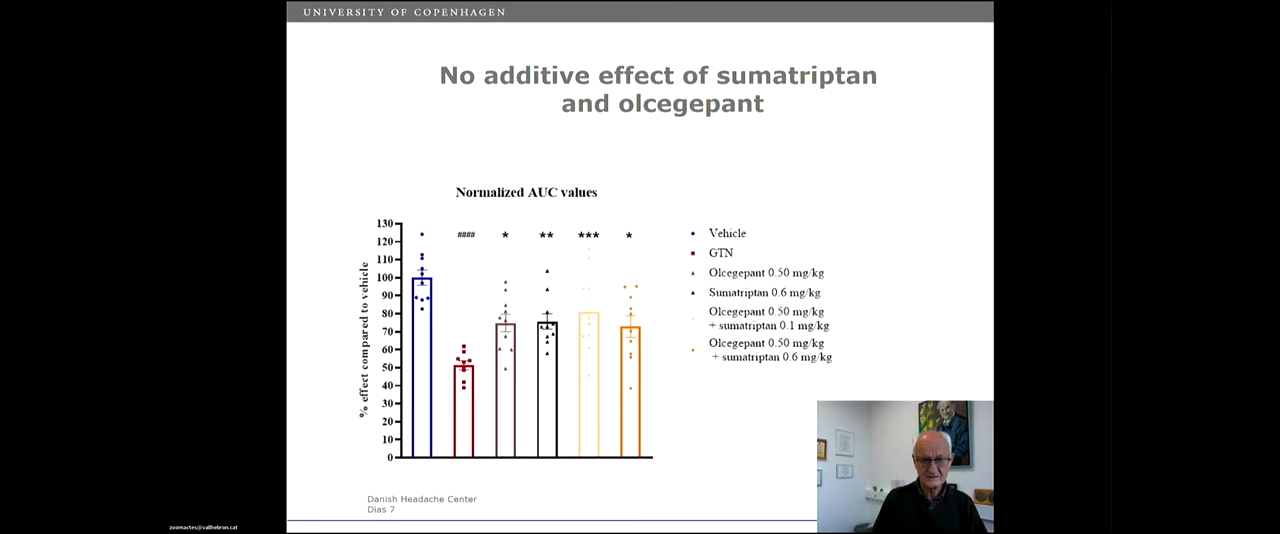 UNIVERSITY OF COPENHAGEN
No additive effect of sumatriptan
and olcegepant
Normalized AUC values
% effect compared to vehicle
130
120
110
100
90
80
70
60
50
40
30
20
10
0
####
*
**
***
*
Vehicle
GTN
Olcegepant 0.50 mg/kg
Sumatriptan 0.6 mg/kg
Olcegepant 0.50 mg/kg
+ sumatriptan 0.1 mg/kg
Olcegepant 0.50 mg/kg
+ sumatriptan 0.6 mg/kg
Danish Headache Center
Dias 7
zoomactes@vallhebron.cat